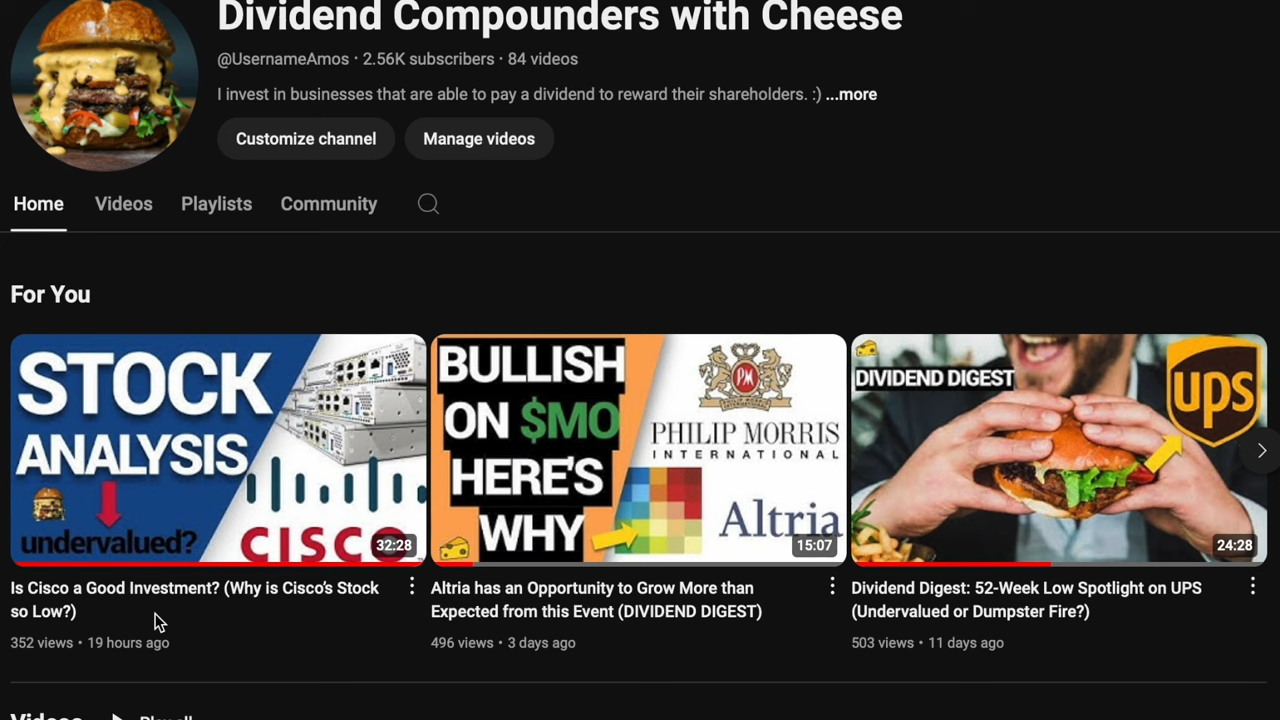 Dividend Compounders with Cheese
@UsernameAmos · 2.56K subscribers · 84 videos
I invest in businesses that are able to pay a dividend to reward their shareholders. :) ...more
Customize channel
Manage videos
Home
Videos
Playlists
Community
For You
STOCK
ANALYSIS
undervalued?
CISCO
32:28
BULLISH
ON $MO
HERE'S
WHY
PM
PHILIP MORRIS
INTERNATIONAL
Altria
15:07
DIVIDEND DIGEST
ups
24:28
Is Cisco a Good Investment? (Why is Cisco’s Stock
so Low?)
352 views · 19 hours ago
Altria has an Opportunity to Grow More than
Expected from this Event (DIVIDEND DIGEST)
496 views · 3 days ago
Dividend Digest: 52-Week Low Spotlight on UPS
(Undervalued or Dumpster Fire?)
503 views · 11 days ago
Videos
Play all